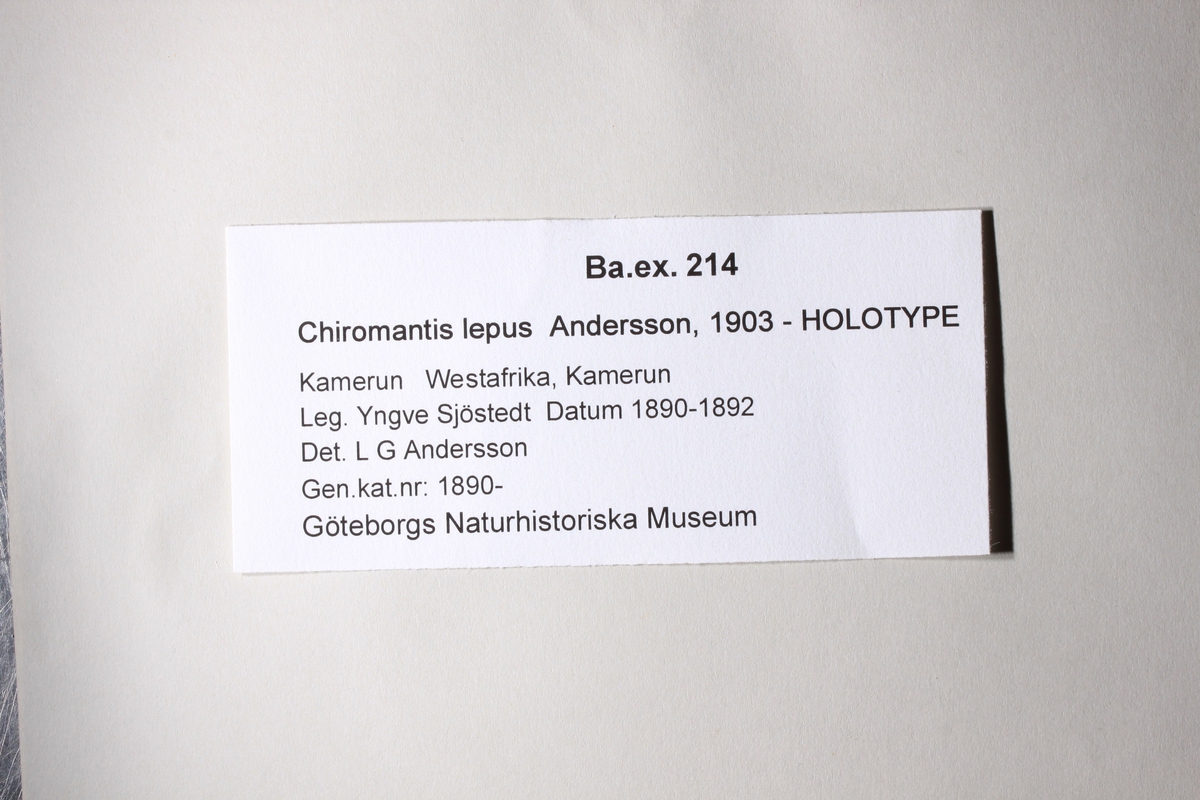 Ba.ex. 214
Chiromantis lepus Andersson, 1903 - HOLOTYPE
Kamerun Westafrika, Kamerun
Leg. Yngve Sjöstedt Datum 1890-1892
Det. L G Andersson
Gen.kat.nr: 1890-
Göteborgs Naturhistoriska Museum